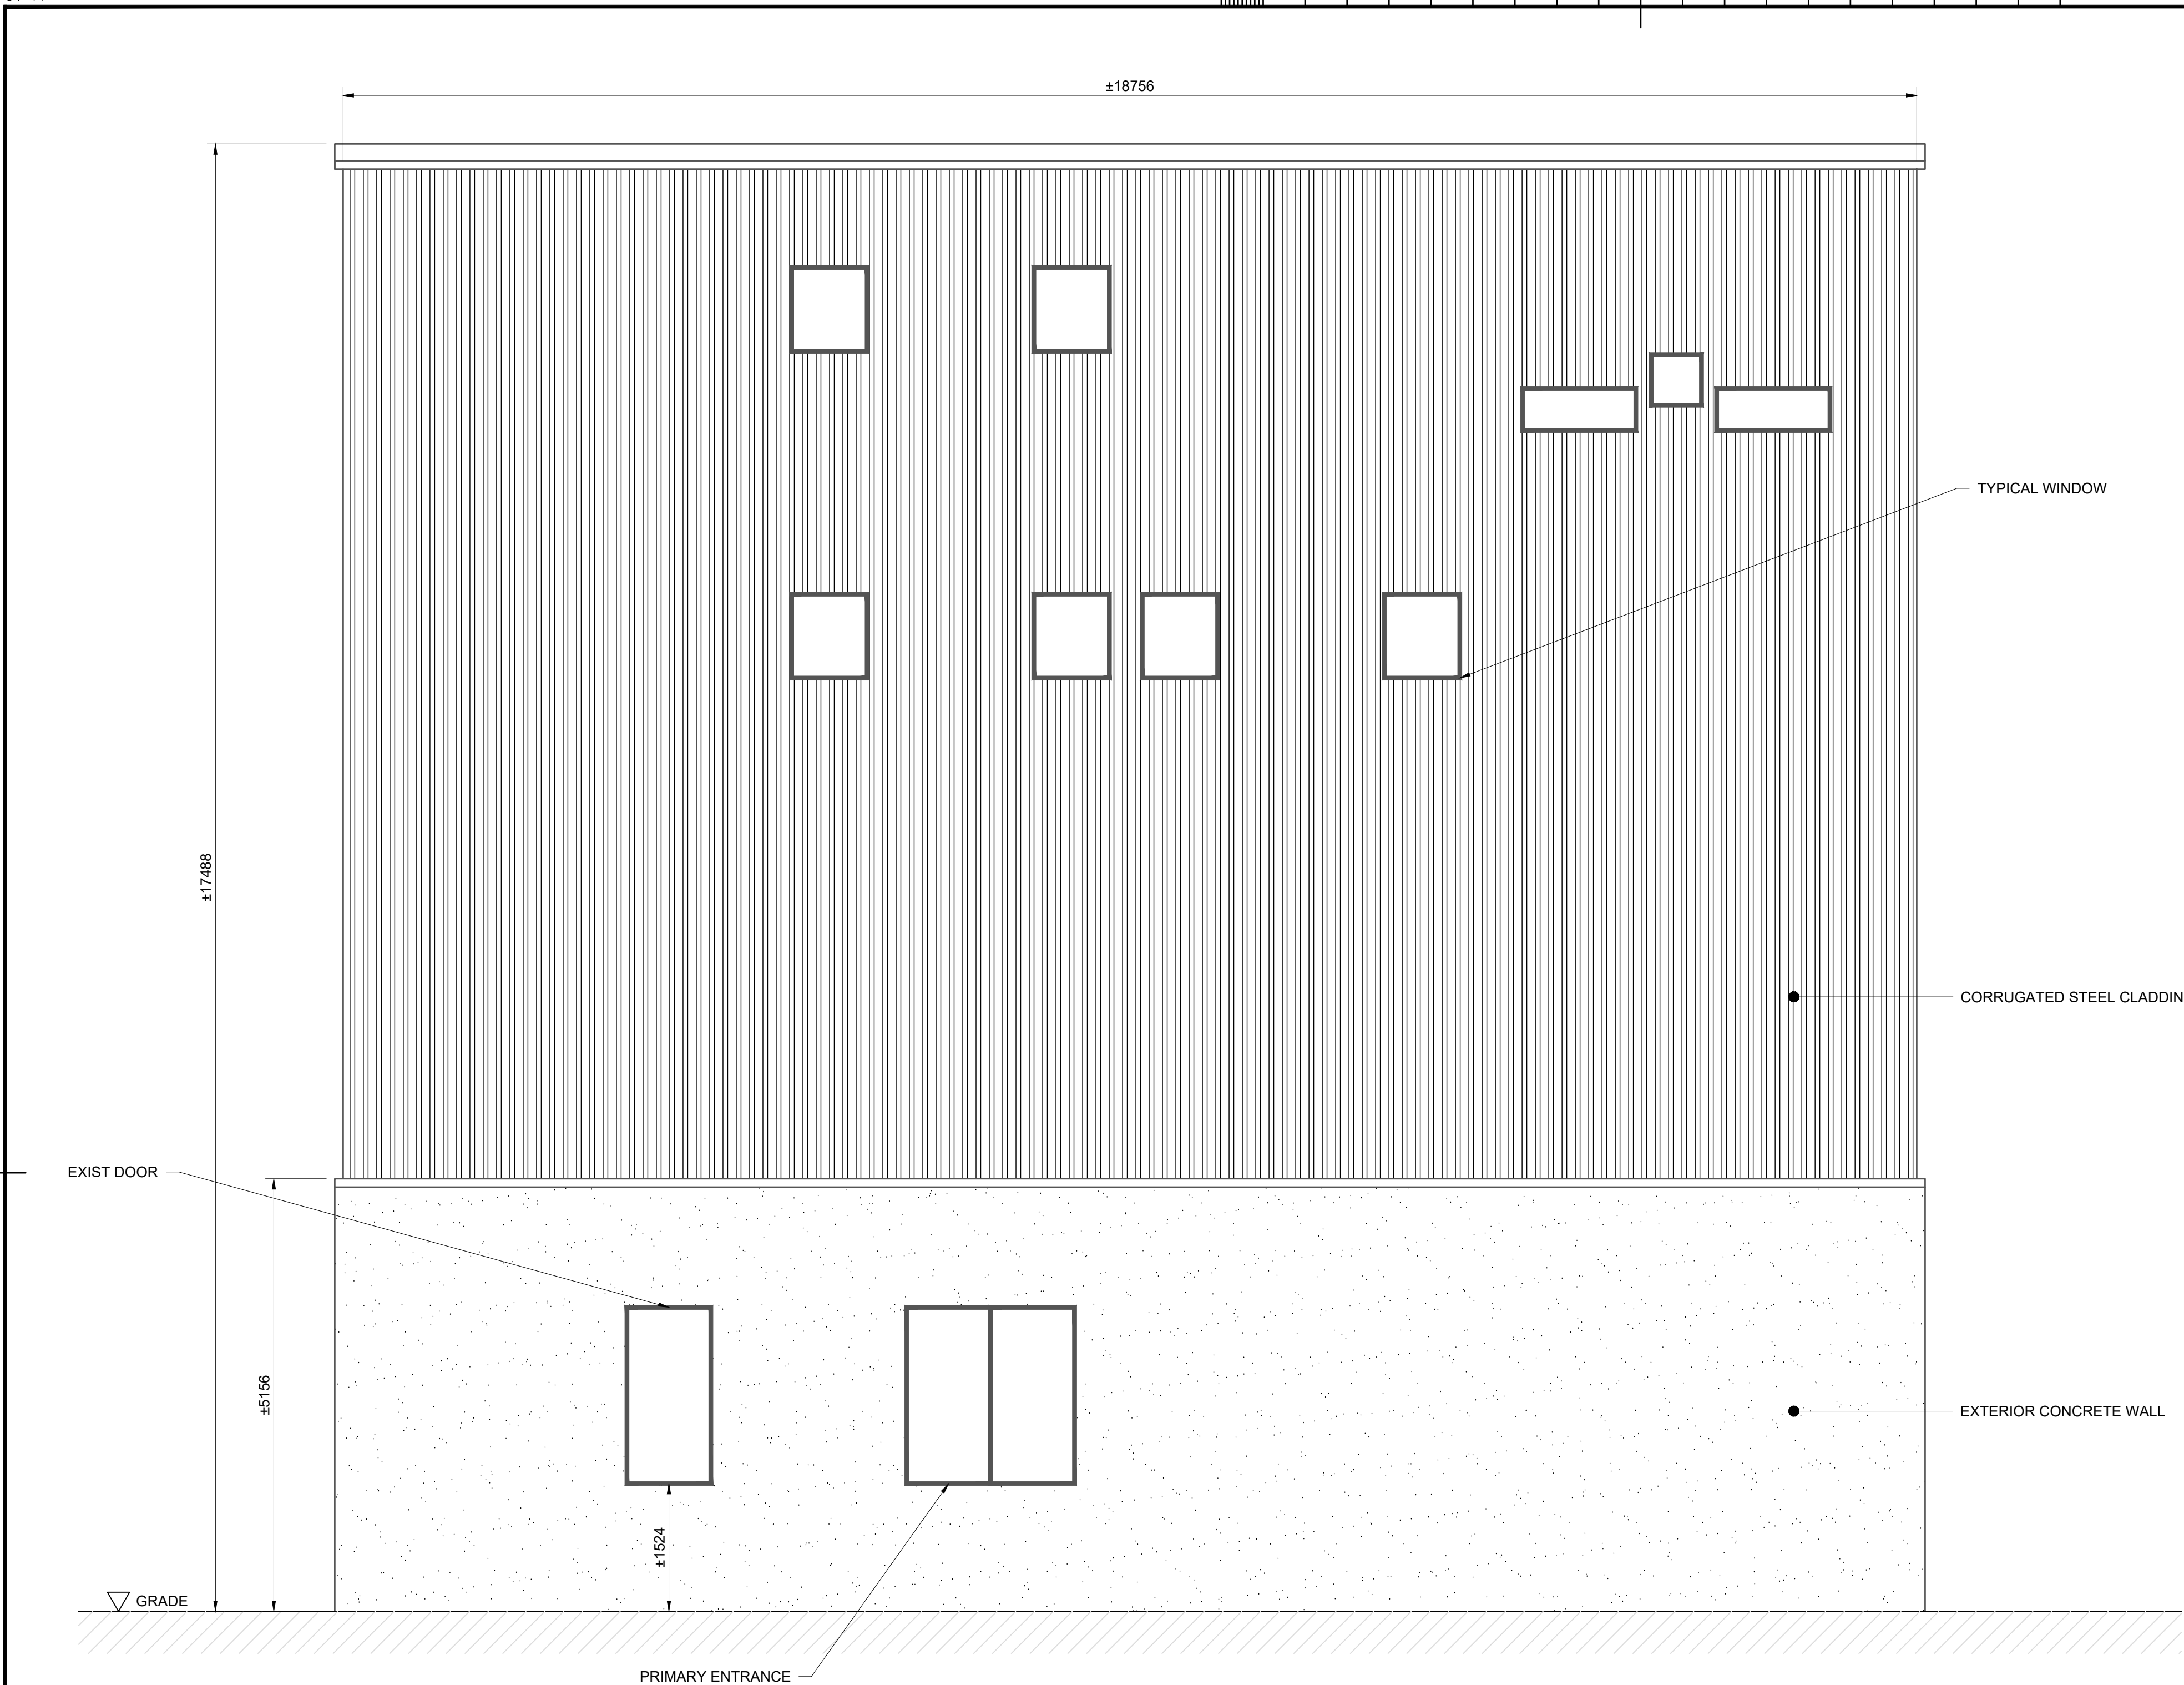 ±18756
TYPICAL WINDOW
±17488
CORRUGATED STEEL CLADDIN
EXIST DOOR
±5156
EXTERIOR CONCRETE WALL
±1524
GRADE
PRIMARY ENTRANCE